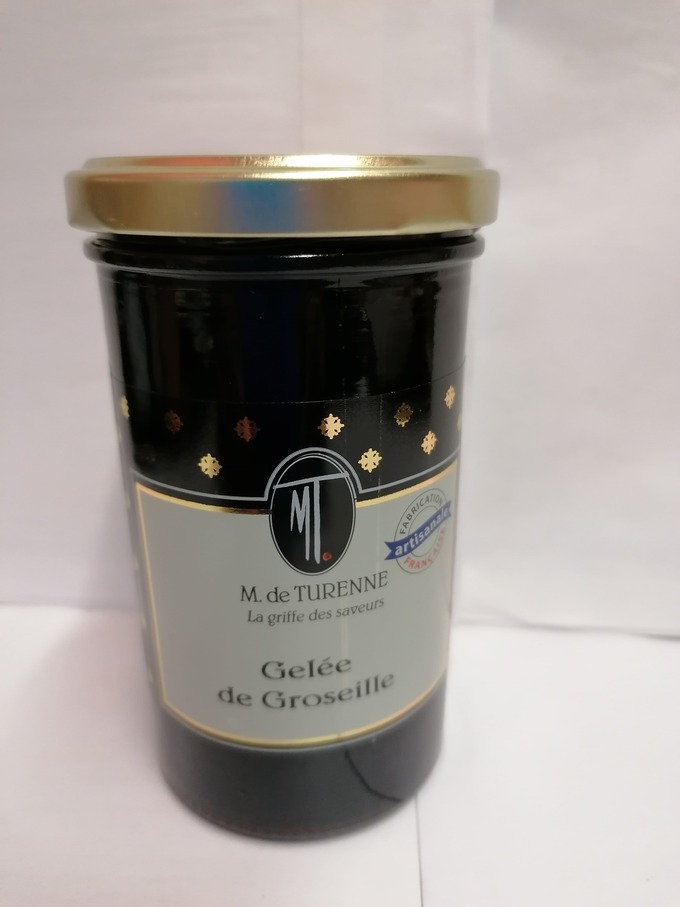 MT
FABRICATION
artisanale
FRANÇAISE
M. de TURENNE
La griffe des saveurs
Gelée
de Groseille